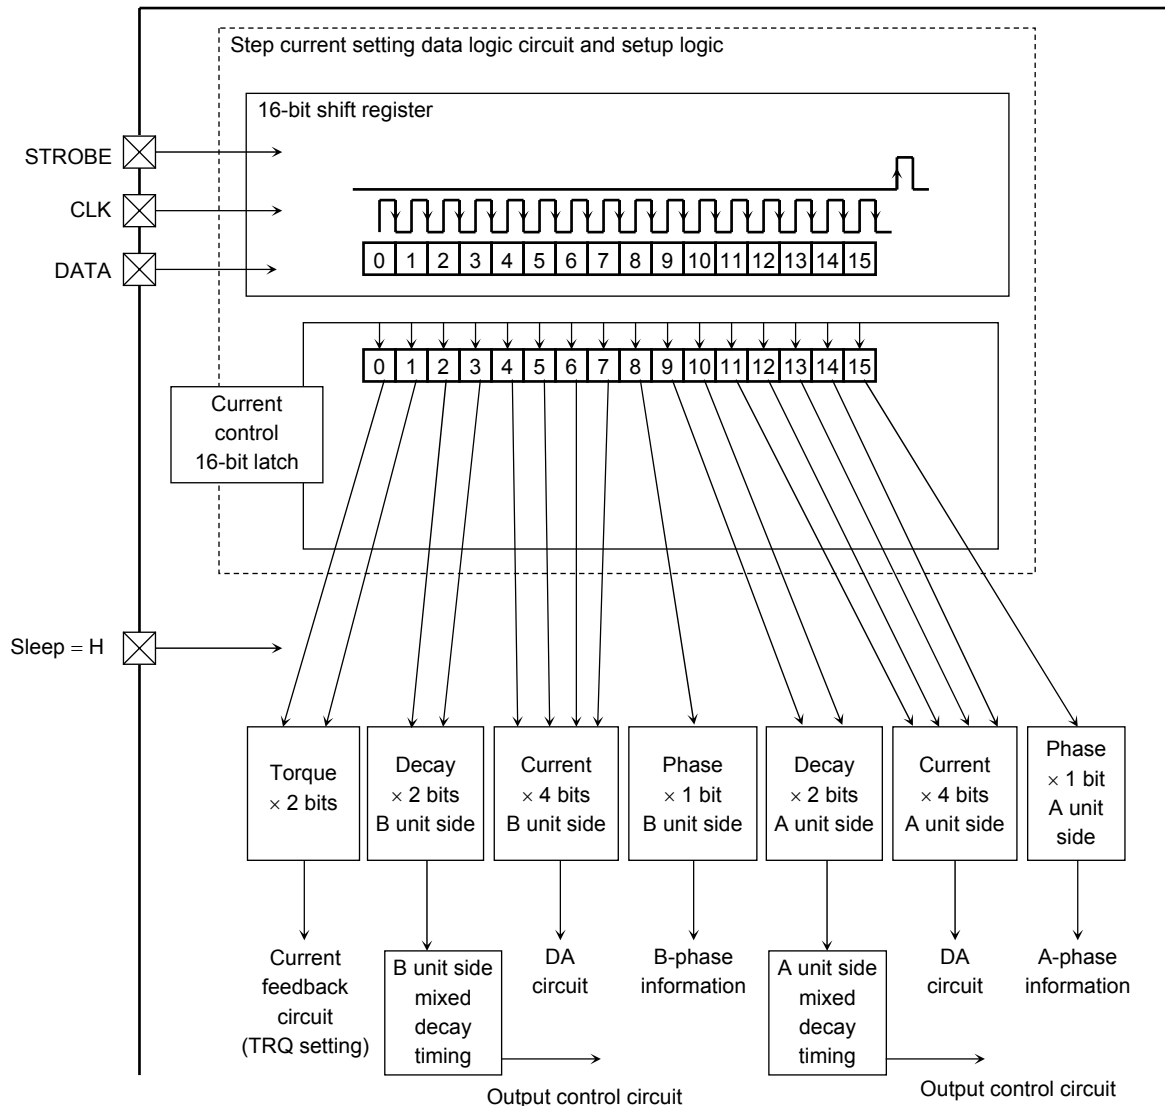 Step current setting data logic circuit and setup logic
16-bit shift register
STROBE
CLK
DATA
0 1 2 3 4 5 6 7 8 9 10 11 12 13 14 15
0 1 2 3 4 5 6 7 8 9 10 11 12 13 14 15
Current
control
16-bit latch
Sleep = H
Torque
× 2 bits
Decay
× 2 bits
B unit side
Current
× 4 bits
B unit side
Phase
× 1 bit
B unit side
Decay
× 2 bits
A unit side
Current
× 4 bits
A unit side
Phase
× 1 bit
A unit
side
Current
feedback
circuit
(TRQ setting)
B unit side
mixed
decay
timing
DA
circuit
B-phase
information
A unit side
mixed
decay
timing
DA
circuit
A-phase
information
Output control circuit
Output control circuit